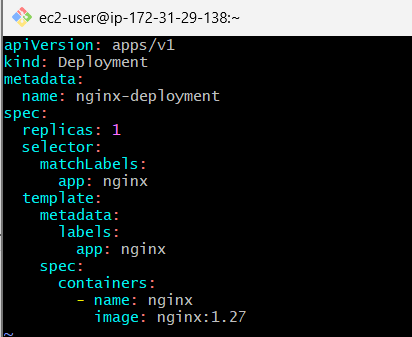 ec2-user@ip-172-31-29-138:~
apiVersion: apps/v1
kind: Deployment
metadata:
  name: nginx-deployment
spec:
  replicas: 1
  selector:
    matchLabels:
      app: nginx
  template:
    metadata:
      labels:
        app: nginx
    spec:
      containers:
        - name: nginx
          image: nginx:1.27
~